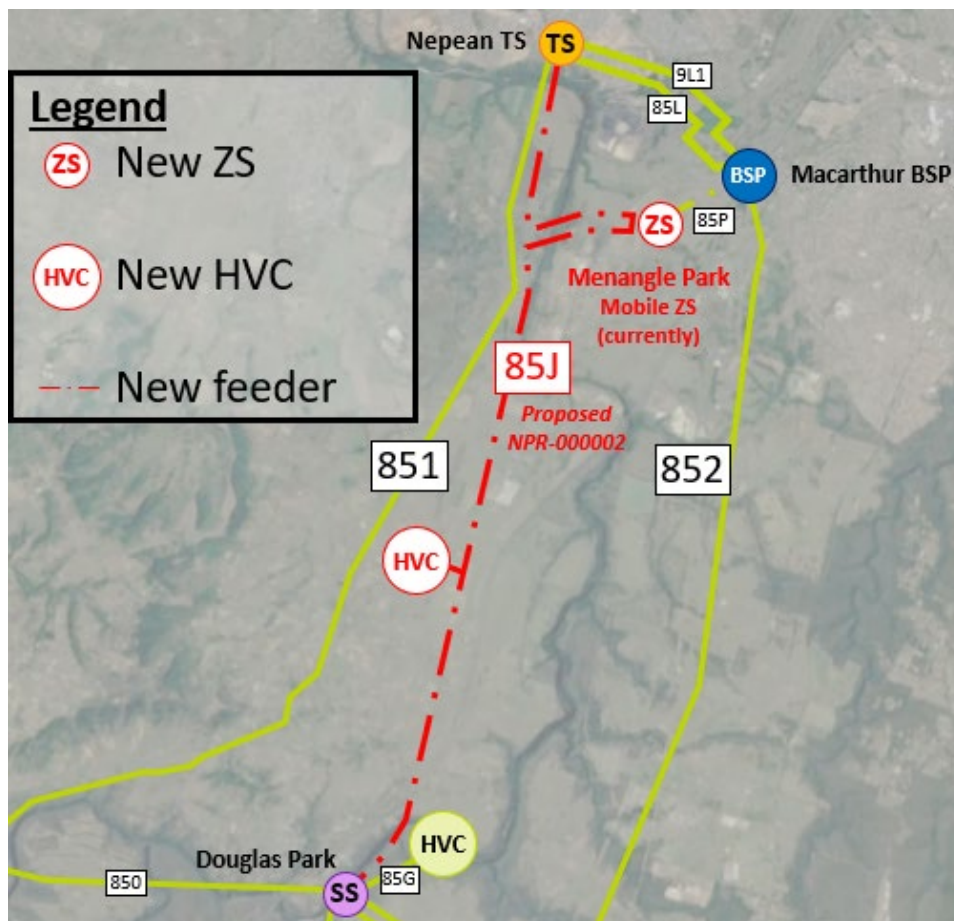 Nepean TS
TS
9L1
85L
Legend
ZS New ZS
HVC New HVC
New feeder
BSP
Macarthur BSP
85P
ZS
Menangle Park
Mobile ZS
(currently)
85J
Proposed
NPR-000002
851
852
HVC
HVC
Douglas Park
850
85G
SS